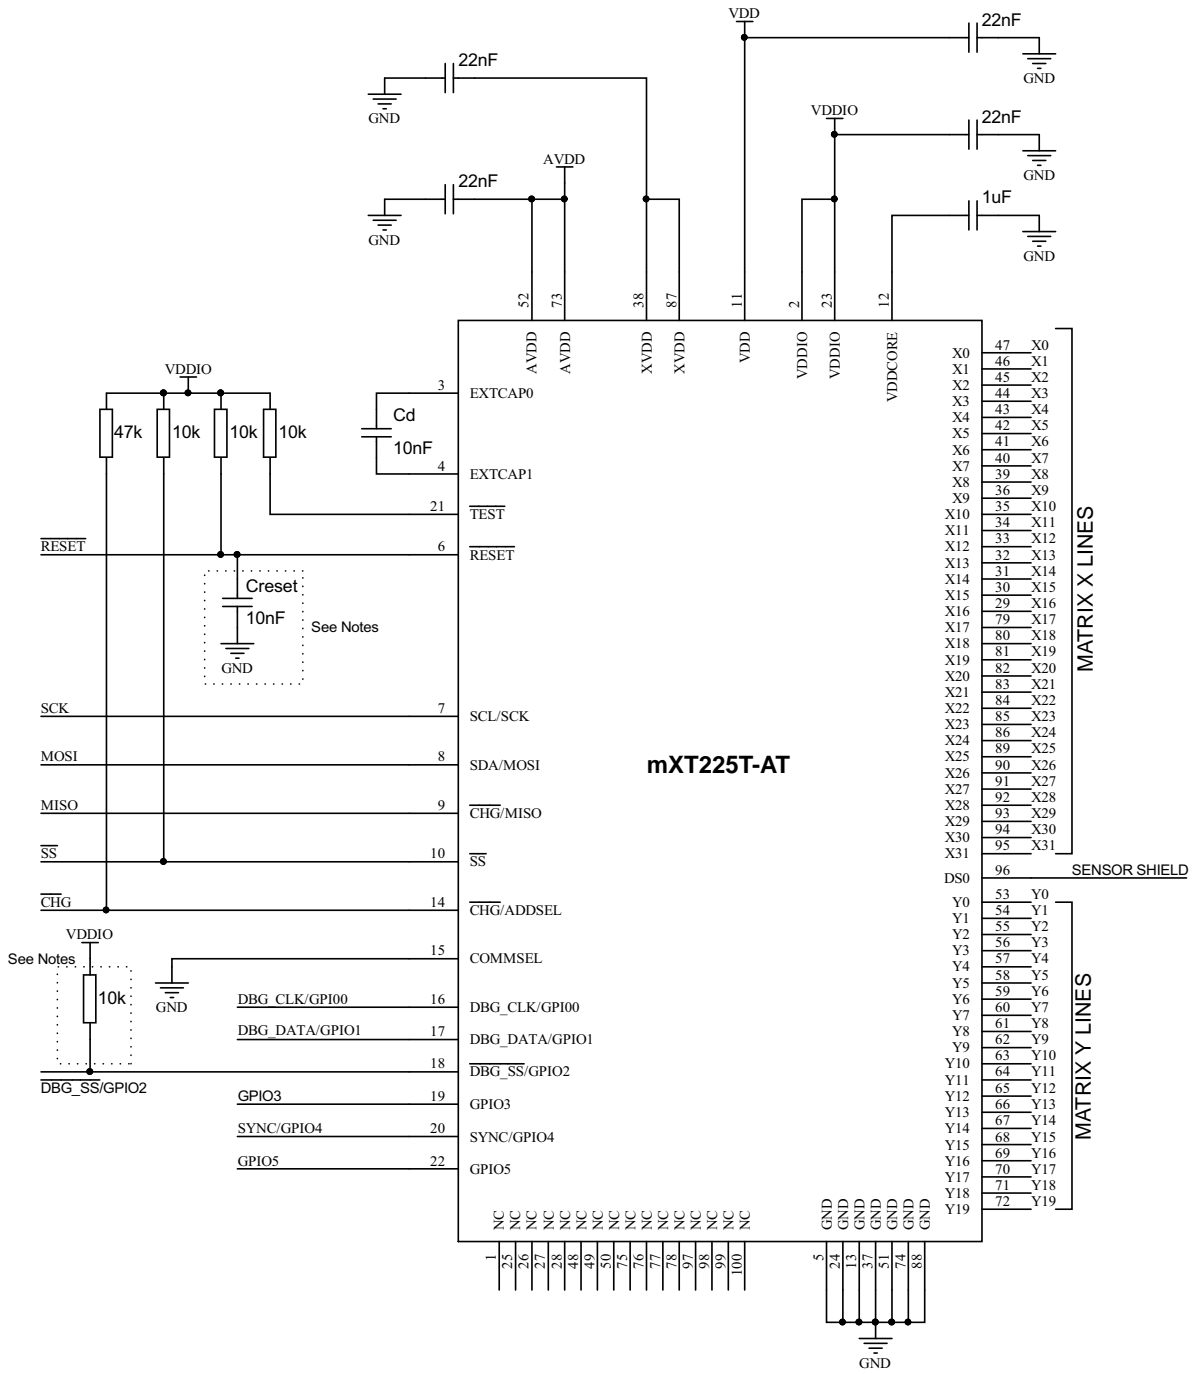 VDD
22nF
GND
22nF
GND
VDDIO
22nF
GND
AVDD
22nF
GND
1uF
GND
52
73
38
87
11
2
23
12
AVDD
AVDD
XVDD
XVDD
VDD
VDDIO
VDDIO
VDDCORE
VDDIO
47k
10k
10k
10k
Cd
10nF
3 EXTCAP0
4 EXTCAP1
21 TEST
RESET 6 RESET
Creset
10nF
GND
See Notes
SCK 7 SCL/SCK
MOSI 8 SDA/MOSI
MISO 9 CHG/MISO
SS 10 SS
CHG 14 CHG/ADDSEL
15 COMMSEL
GND
VDDIO
See Notes
10k
DBG_CLK/GPI00 16 DBG_CLK/GPI00
DBG_DATA/GPIO1 17 DBG_DATA/GPIO1
DBG_SS/GPIO2 18 DBG_SS/GPIO2
GPIO3 19 GPIO3
SYNC/GPIO4 20 SYNC/GPIO4
GPIO5 22 GPIO5
mXT225T-AT
X0 47 X0
X1 46 X1
X2 45 X2
X3 44 X3
X4 43 X4
X5 42 X5
X6 41 X6
X7 40 X7
X8 39 X8
X9 36 X9
X10 35 X10
X11 34 X11
X12 33 X12
X13 32 X13
X14 31 X14
X15 30 X15
X16 29 X16
X17 79 X17
X18 80 X18
X19 81 X19
X20 82 X20
X21 83 X21
X22 84 X22
X23 85 X23
X24 86 X24
X25 89 X25
X26 90 X26
X27 91 X27
X28 92 X28
X29 93 X29
X30 94 X30
X31 95 X31
MATRIX X LINES
DS0 96 SENSOR SHIELD
Y0 53 Y0
Y1 54 Y1
Y2 55 Y2
Y3 56 Y3
Y4 57 Y4
Y5 58 Y5
Y6 59 Y6
Y7 60 Y7
Y8 61 Y8
Y9 62 Y9
Y10 63 Y10
Y11 64 Y11
Y12 65 Y12
Y13 66 Y13
Y14 67 Y14
Y15 68 Y15
Y16 69 Y16
Y17 70 Y17
Y18 71 Y18
Y19 72 Y19
MATRIX Y LINES
NC NC NC NC NC NC NC NC NC NC NC NC NC NC NC NC
1 25 26 27 28 48 49 50 75 76 77 78 97 98 99 100
GND GND GND GND GND GND GND
5 24 13 37 51 74 88
GND